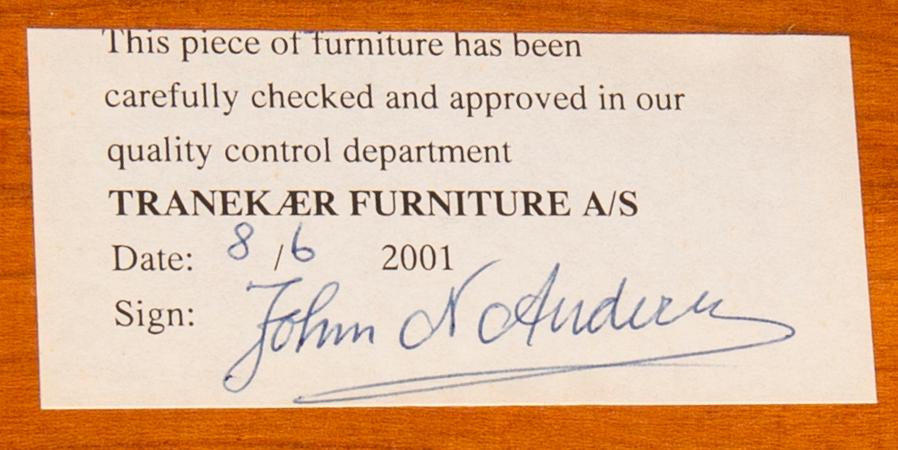 This piece of furniture has been
carefully checked and approved in our
quality control department
TRANEKÆR FURNITURE A/S
Date: 8/6 2001
Sign: John N Andersen